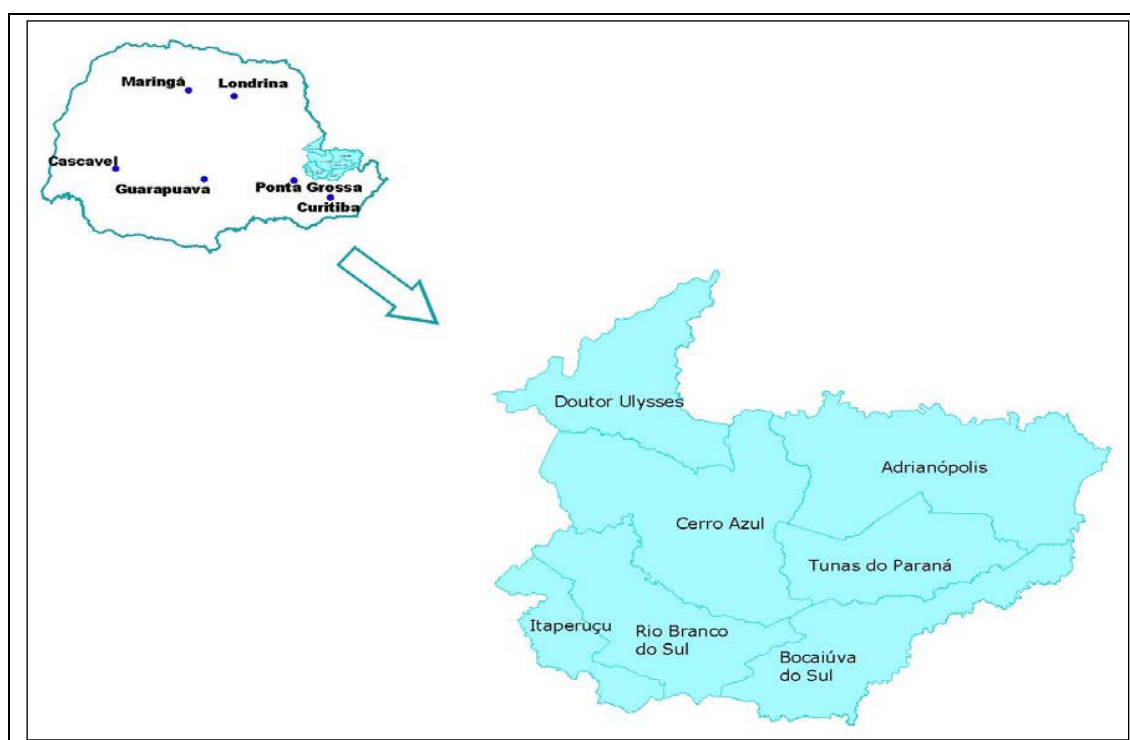 Maringá
Londrina
Cascavel
Guarapuava
Ponta Grossa
Curitiba
Doutor Ulysses
Adrianópolis
Cerro Azul
Tunas do Paraná
Itaperuçu
Rio Branco
do Sul
Bocaiúva
do Sul